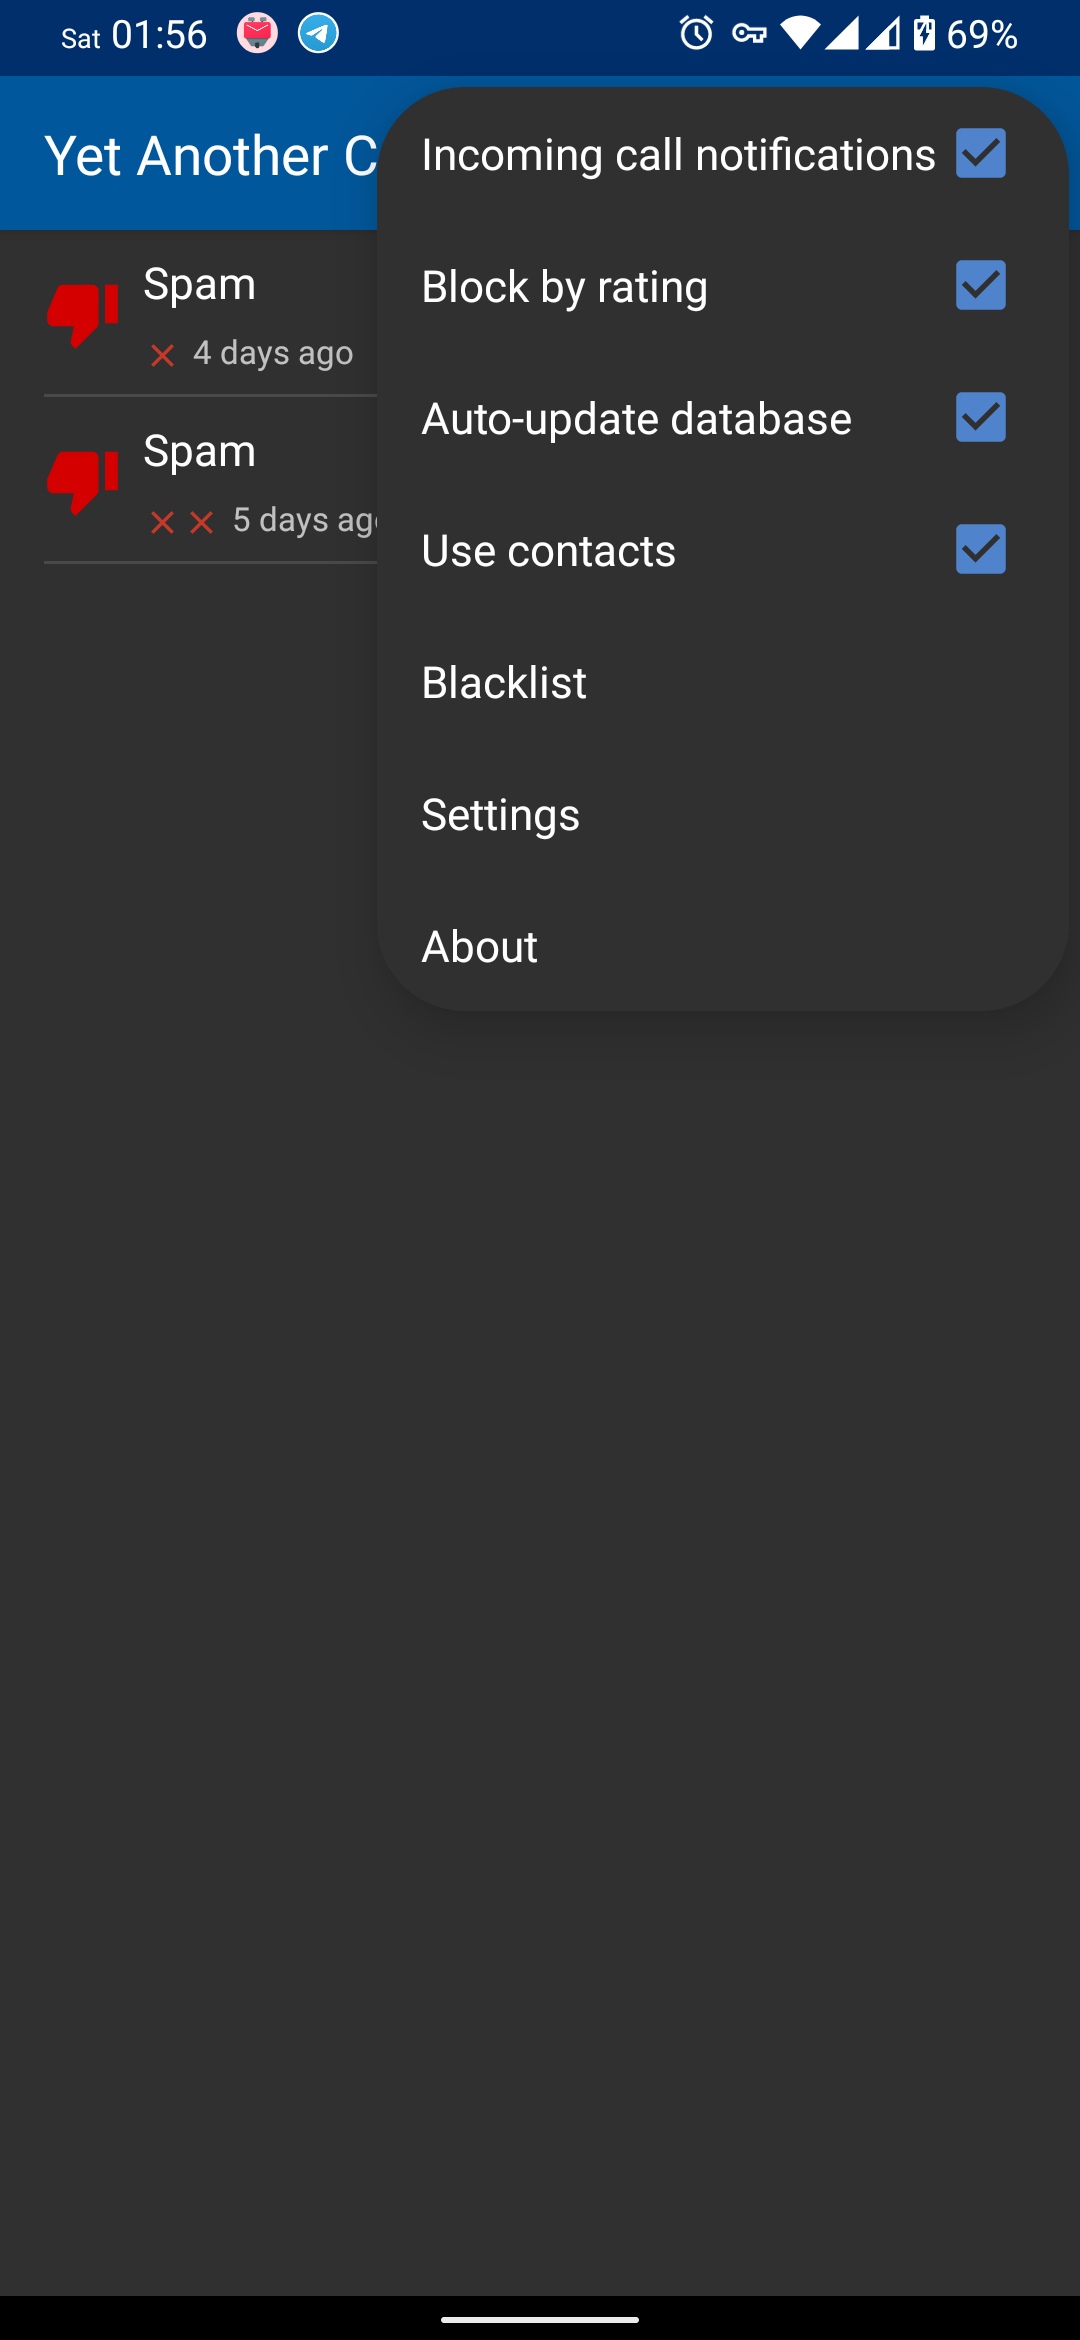 Sat 01:56
69%
Yet Another C
Incoming call notifications
Block by rating
Auto-update database
Use contacts
Blacklist
Settings
About
Spam
4 days ago
Spam
5 days ago